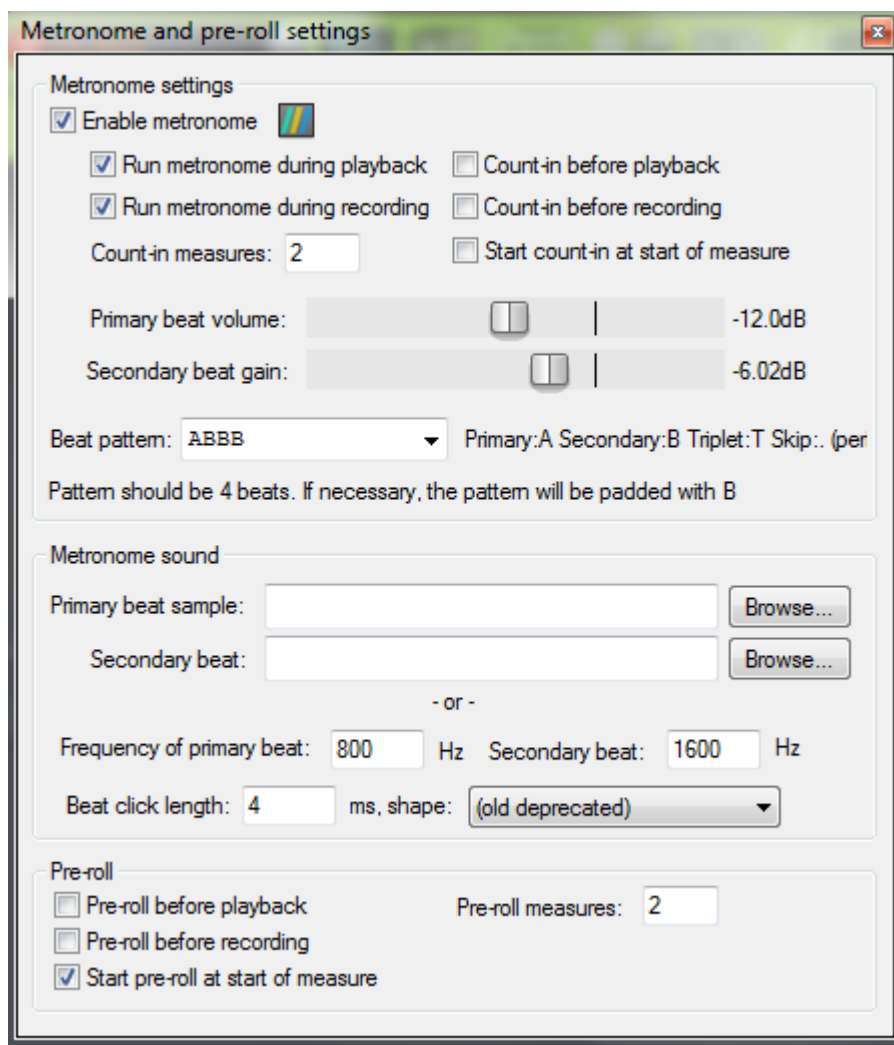 Metronome and pre-roll settings
Metronome settings
Enable metronome
Run metronome during playback Count-in before playback
Run metronome during recording Count-in before recording
Count-in measures: 2 Start count-in at start of measure
Primary beat volume: -12.0dB
Secondary beat gain: -6.02dB
Beat pattern: ABBB Primary:A Secondary:B Triplet:T Skip:. (peri
Pattern should be 4 beats. If necessary, the pattern will be padded with B
Metronome sound
Primary beat sample: Browse...
Secondary beat: Browse...
- or -
Frequency of primary beat: 800 Hz Secondary beat: 1600 Hz
Beat click length: 4 ms, shape: (old deprecated)
Pre-roll
Pre-roll before playback Pre-roll measures: 2
Pre-roll before recording
Start pre-roll at start of measure